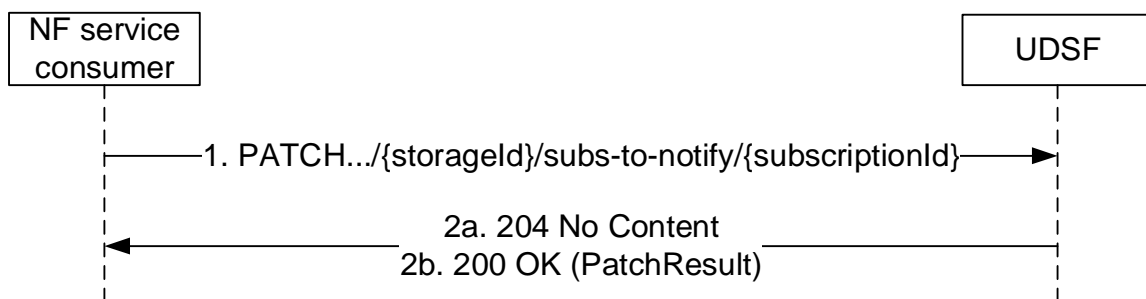 NF service
consumer
UDSF
1. PATCH.../{storageId}/subs-to-notify/{subscriptionId}
2a. 204 No Content
2b. 200 OK (PatchResult)